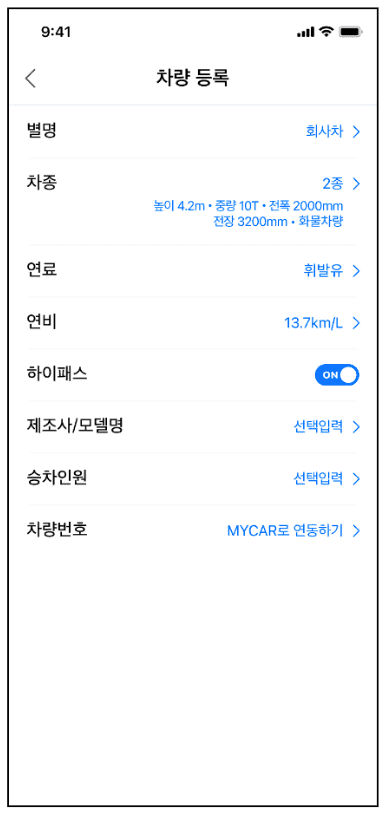 9:41
차량 등록
별명 회사차
차종 2종
높이 4.2m • 중량 10T • 전폭 2000mm
전장 3200mm • 화물차량
연료 휘발유
연비 13.7km/L
하이패스 ON
제조사/모델명 선택입력
승차인원 선택입력
차량번호 MYCAR로 연동하기